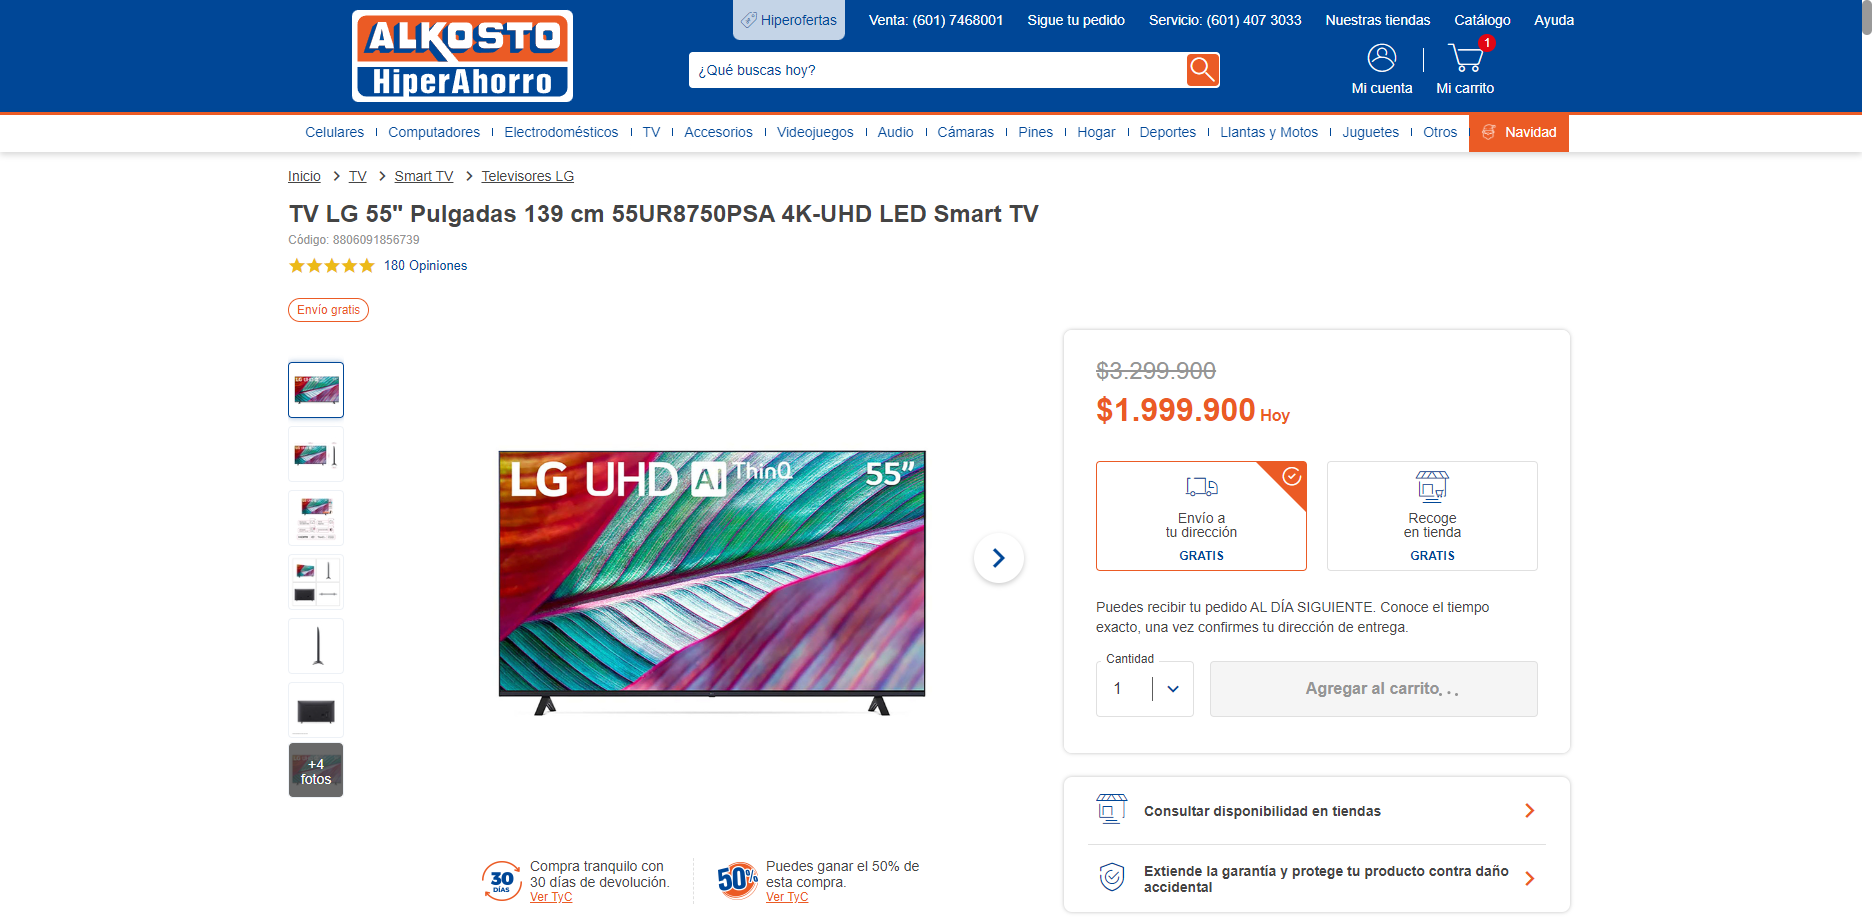 ALKOSTO
HiperAhorro
Hiperofertas
Venta: (601) 7468001
Sigue tu pedido
Servicio: (601) 407 3033
Nuestras tiendas
Catálogo
Ayuda
¿Qué buscas hoy?
Mi cuenta
1
Mi carrito
Celulares
Computadores
Electrodomésticos
TV
Accesorios
Videojuegos
Audio
Cámaras
Pines
Hogar
Deportes
Llantas y Motos
Juguetes
Otros
Navidad
Inicio > TV > Smart TV > Televisores LG
TV LG 55" Pulgadas 139 cm 55UR8750PSA 4K-UHD LED Smart TV
Código: 8806091856739
180 Opiniones
Envío gratis
+4
fotos
LG UHD AI ThinQ 55”
30 DÍAS
Compra tranquilo con
30 días de devolución.
Ver TyC
50%
Puedes ganar el 50% de
esta compra.
Ver TyC
$3.299.900
$1.999.900 Hoy
Envío a
tu dirección
GRATIS
Recoge
en tienda
GRATIS
Puedes recibir tu pedido AL DÍA SIGUIENTE. Conoce el tiempo
exacto, una vez confirmes tu dirección de entrega.
Cantidad
1
Agregar al carrito...
Consultar disponibilidad en tiendas
Extiende la garantía y protege tu producto contra daño
accidental